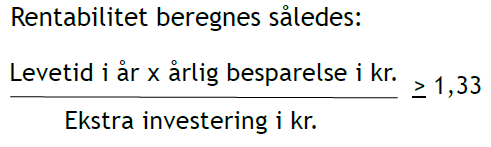 Rentabilitet beregnes således:
Levetid i år x årlig besparelse i kr.
≥ 1,33
Ekstra investering i kr.